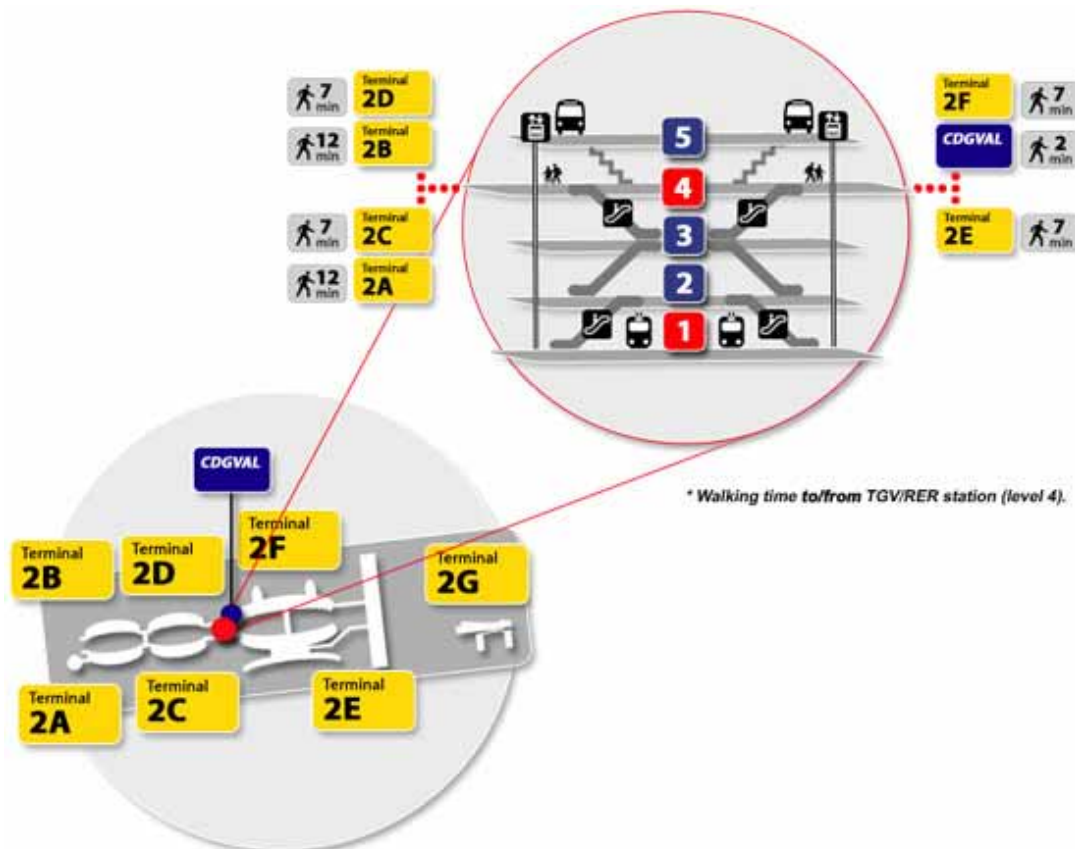 7 min
Terminal
2D
12 min
Terminal
2B
7 min
Terminal
2C
12 min
Terminal
2A
5
4
3
2
1
Terminal
2F
7 min
CDGVAL
2 min
Terminal
2E
7 min
* Walking time to/from TGV/RER station (level 4).
CDGVAL
Terminal
2B
Terminal
2D
Terminal
2F
Terminal
2G
Terminal
2A
Terminal
2C
Terminal
2E